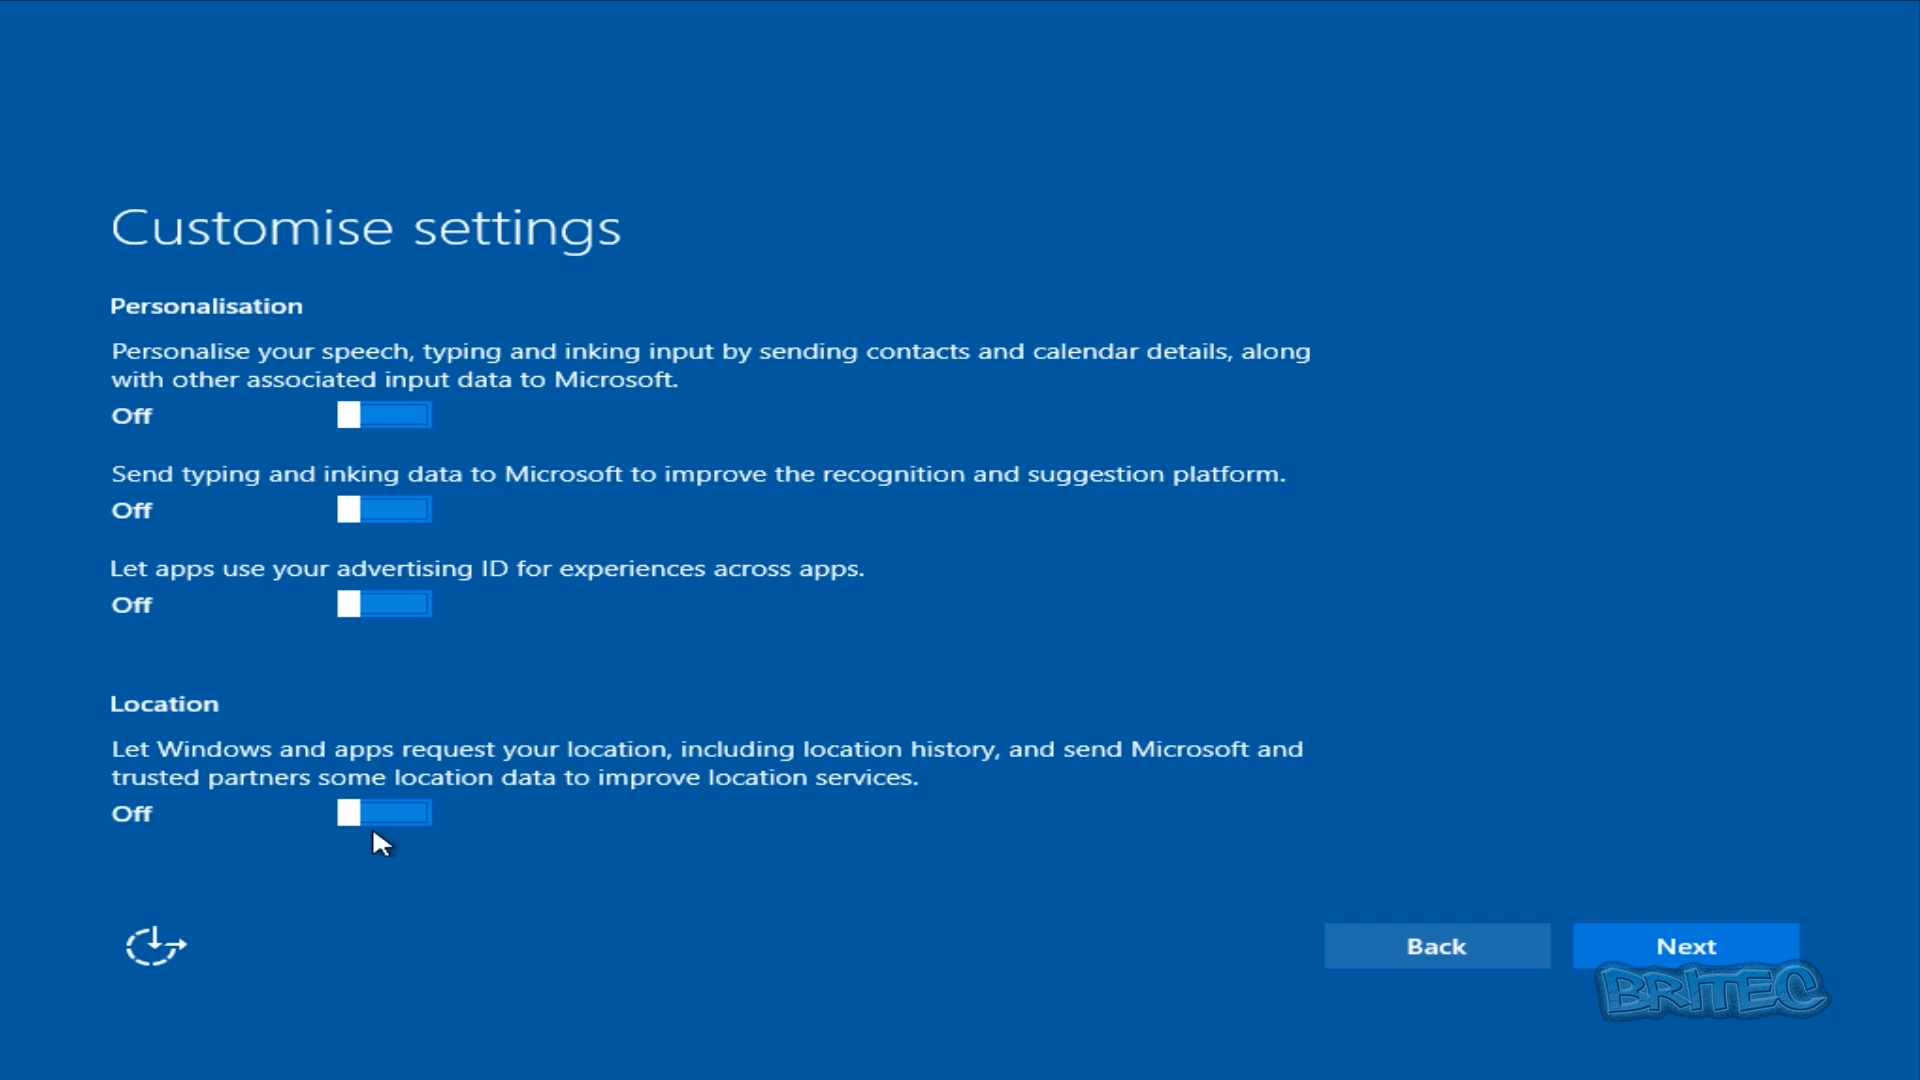 Customise settings
Personalisation
Personalise your speech, typing and inking input by sending contacts and calendar details, along
with other associated input data to Microsoft.
Off
Send typing and inking data to Microsoft to improve the recognition and suggestion platform.
Off
Let apps use your advertising ID for experiences across apps.
Off
Location
Let Windows and apps request your location, including location history, and send Microsoft and
trusted partners some location data to improve location services.
Off
Back
Next
BRITEC